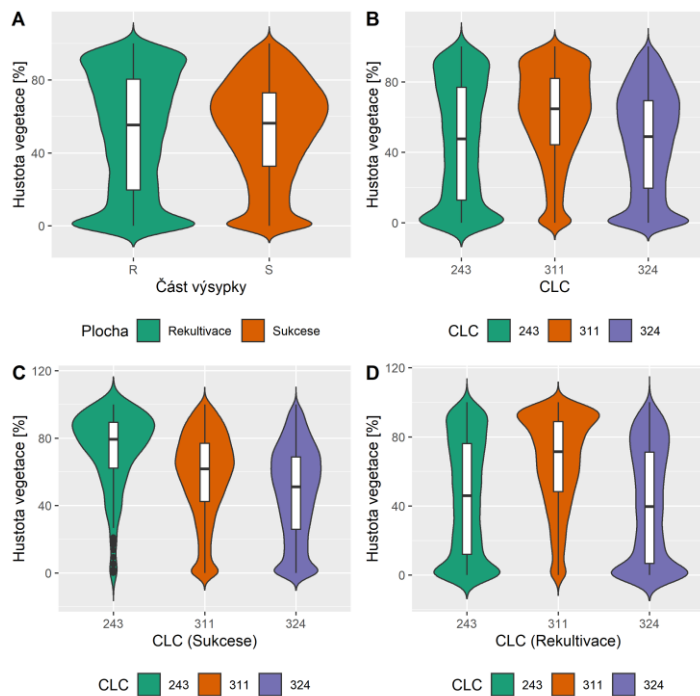 A
Hustota vegetace [%]
80
40
0
R S
Část výsypky
Plocha Rekultivace Sukcese
B
Hustota vegetace [%]
80
40
0
243 311 324
CLC
CLC 243 311 324
C
Hustota vegetace [%]
120
80
40
0
243 311 324
CLC (Sukcese)
CLC 243 311 324
D
Hustota vegetace [%]
120
80
40
0
243 311 324
CLC (Rekultivace)
CLC 243 311 324